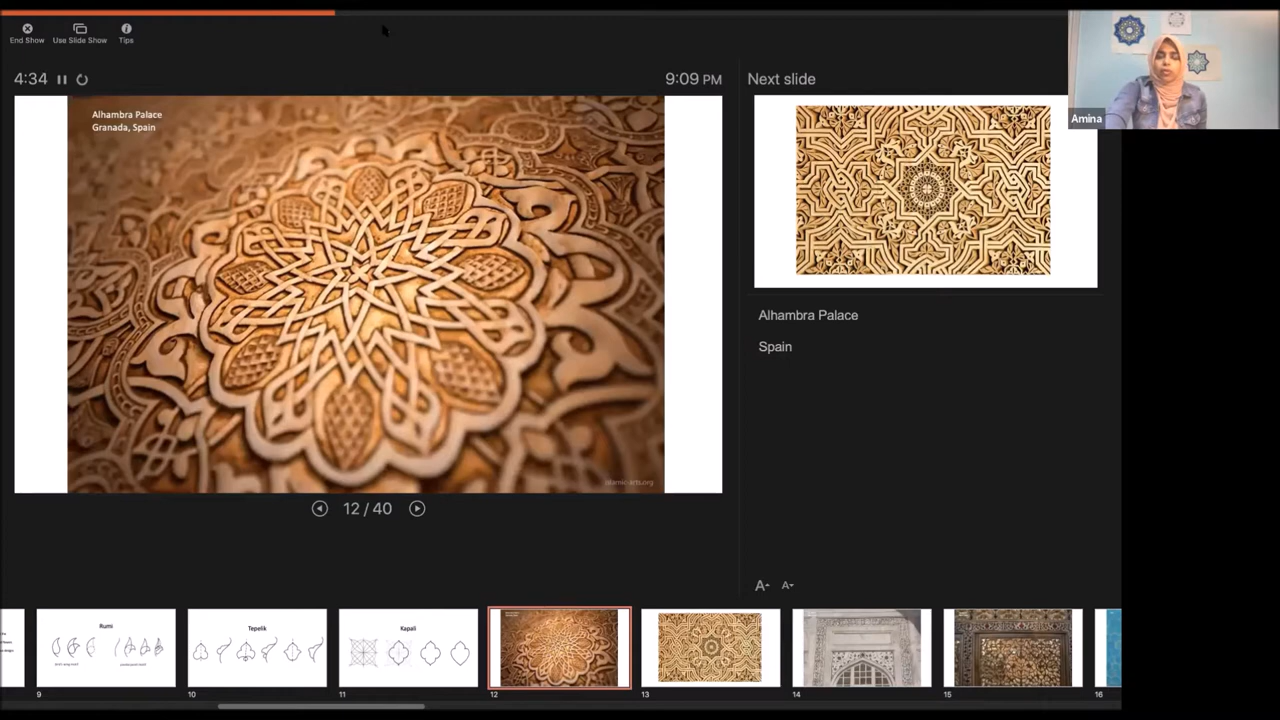 End Show
Use Slide Show
Tips
4:34
9:09 PM
Next slide
Amina
Alhambra Palace
Granada, Spain
islamic-arts.org
Alhambra Palace
Spain
12 / 40
A
A
Rumi
Tepelik
Kapali
9
10
11
12
13
14
15
16